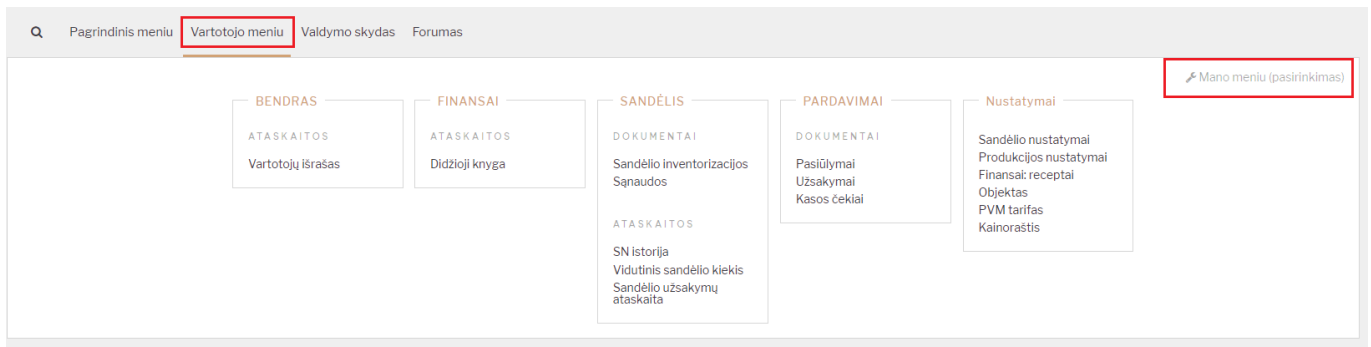 Pagrindinis meniu Vartotojo meniu Valdymo skydas Forumas
Mano meniu (pasirinkimas)
BENDRAS
ATASKAITOS
Vartotojų išrašas
FINANSAI
ATASKAITOS
Didžioji knyga
SANDĖLIS
DOKUMENTAI
Sandėlio inventorizacijos
Sąnaudos
ATASKAITOS
SN istorija
Vidutinis sandėlio kiekis
Sandėlio užsakymų
ataskaita
PARDAVIMAI
DOKUMENTAI
Pasiūlymai
Užsakymai
Kasos čekiai
Nustatymai
Sandėlio nustatymai
Produkcijos nustatymai
Finansai: receptai
Objektas
PVM tarifas
Kainoraštis